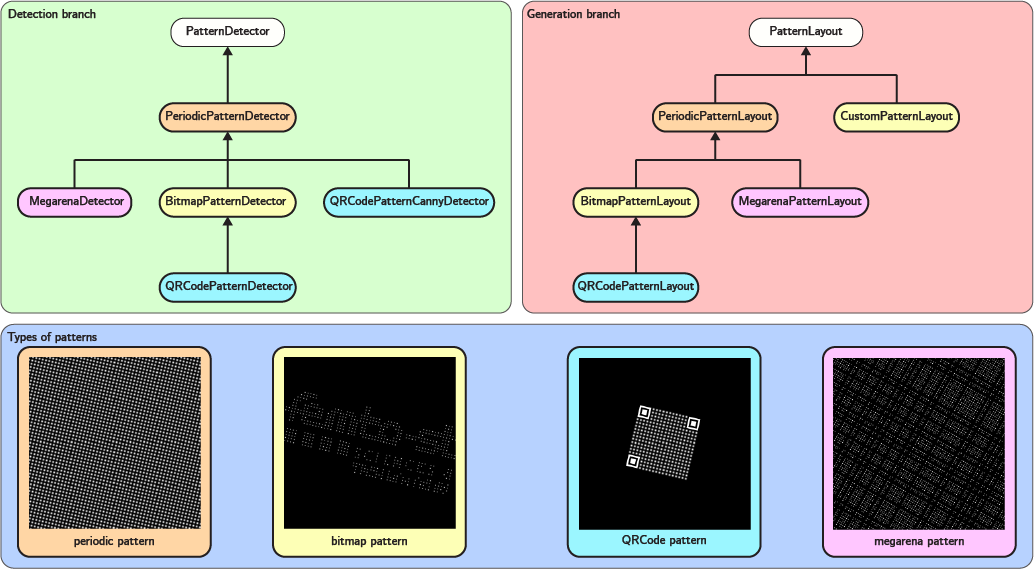 Detection branch
PatternDetector
PeriodicPatternDetector
MegarenaDetector
BitmapPatternDetector
QRCodePatternCannyDetector
QRCodePatternDetector
Generation branch
PatternLayout
PeriodicPatternLayout
CustomPatternLayout
BitmapPatternLayout
MegarenaPatternLayout
QRCodePatternLayout
Types of patterns
periodic pattern
bitmap pattern
QRCode pattern
megarena pattern